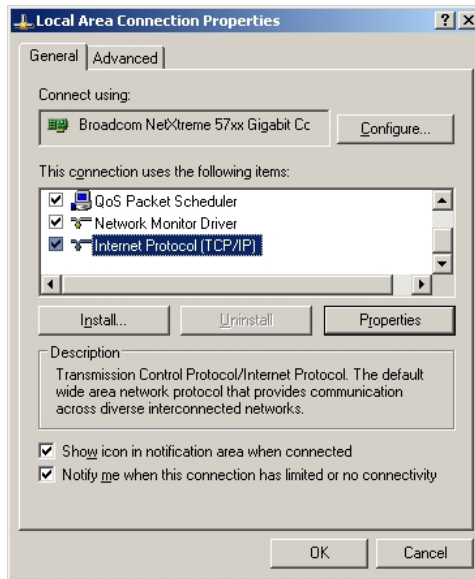 Local Area Connection Properties
General
Advanced
Connect using:
Broadcom NetXtreme 57xx Gigabit Cc
Configure...
This connection uses the following items:
QoS Packet Scheduler
Network Monitor Driver
Internet Protocol (TCP/IP)
Install...
Uninstall
Properties
Description
Transmission Control Protocol/Internet Protocol. The default
wide area network protocol that provides communication
across diverse interconnected networks.
Show icon in notification area when connected
Notify me when this connection has limited or no connectivity
OK
Cancel